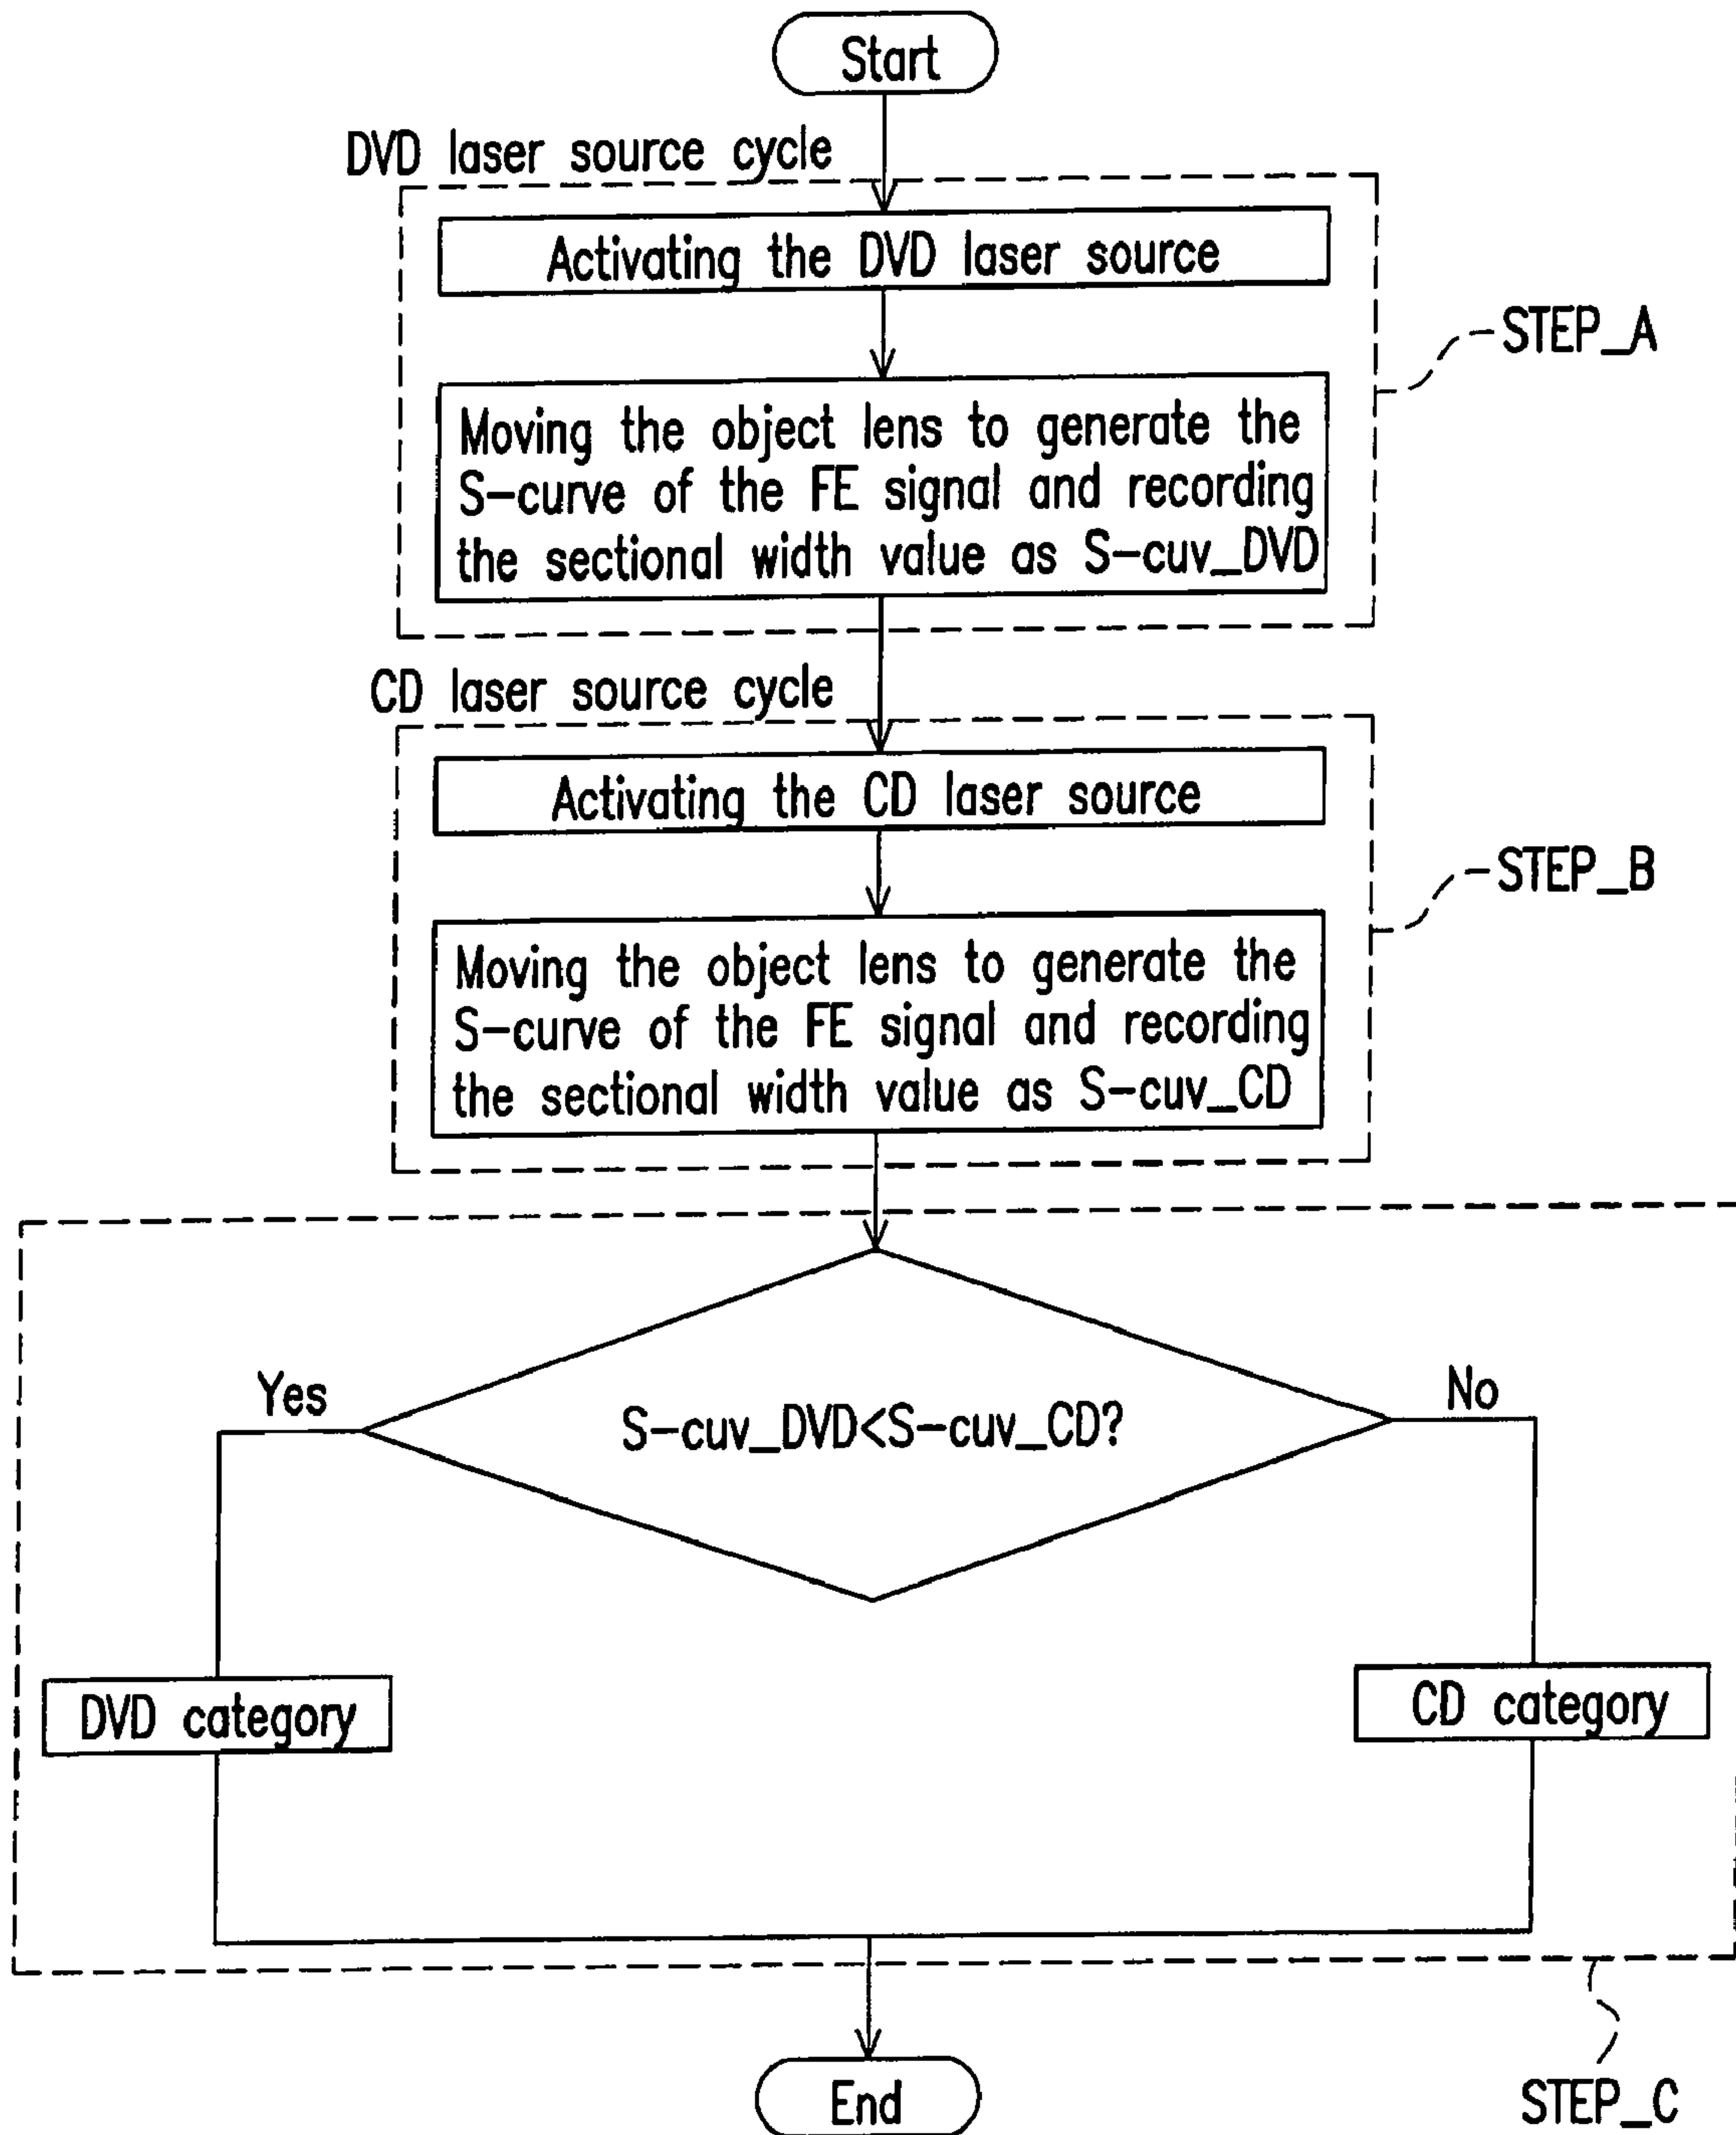 Start
DVD laser source cycle
Activating the DVD laser source
STEP_A
Moving the object lens to generate the
S-curve of the FE signal and recording
the sectional width value as S-cuv_DVD
CD laser source cycle
Activating the CD laser source
STEP_B
Moving the object lens to generate the
S-curve of the FE signal and recording
the sectional width value as S-cuv_CD
Yes
S-cuv_DVD<S-cuv_CD?
No
DVD category
CD category
End
STEP_C